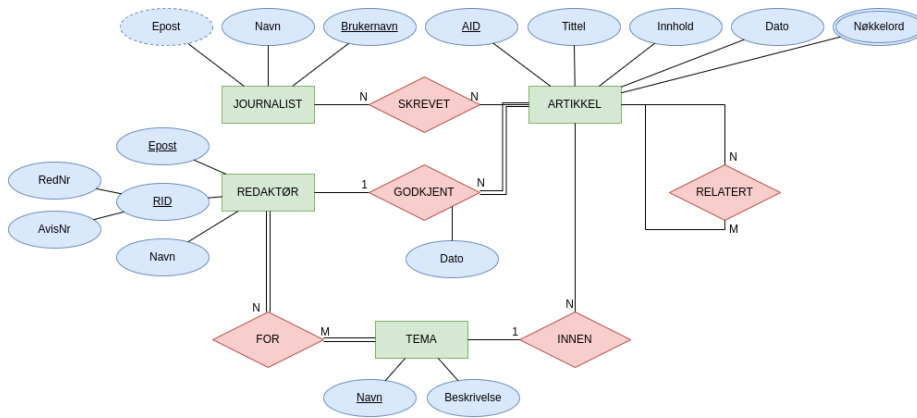 Epost
Navn
Brukernavn
AID
Tittel
Innhold
Dato
Nøkkelord
JOURNALIST
N
SKREVET
N
ARTIKKEL
Epost
RedNr
RID
AvisNr
Navn
REDAKTØR
1
GODKJENT
N
Dato
N
RELATERT
M
N
FOR
M
TEMA
1
INNEN
N
Navn
Beskrivelse